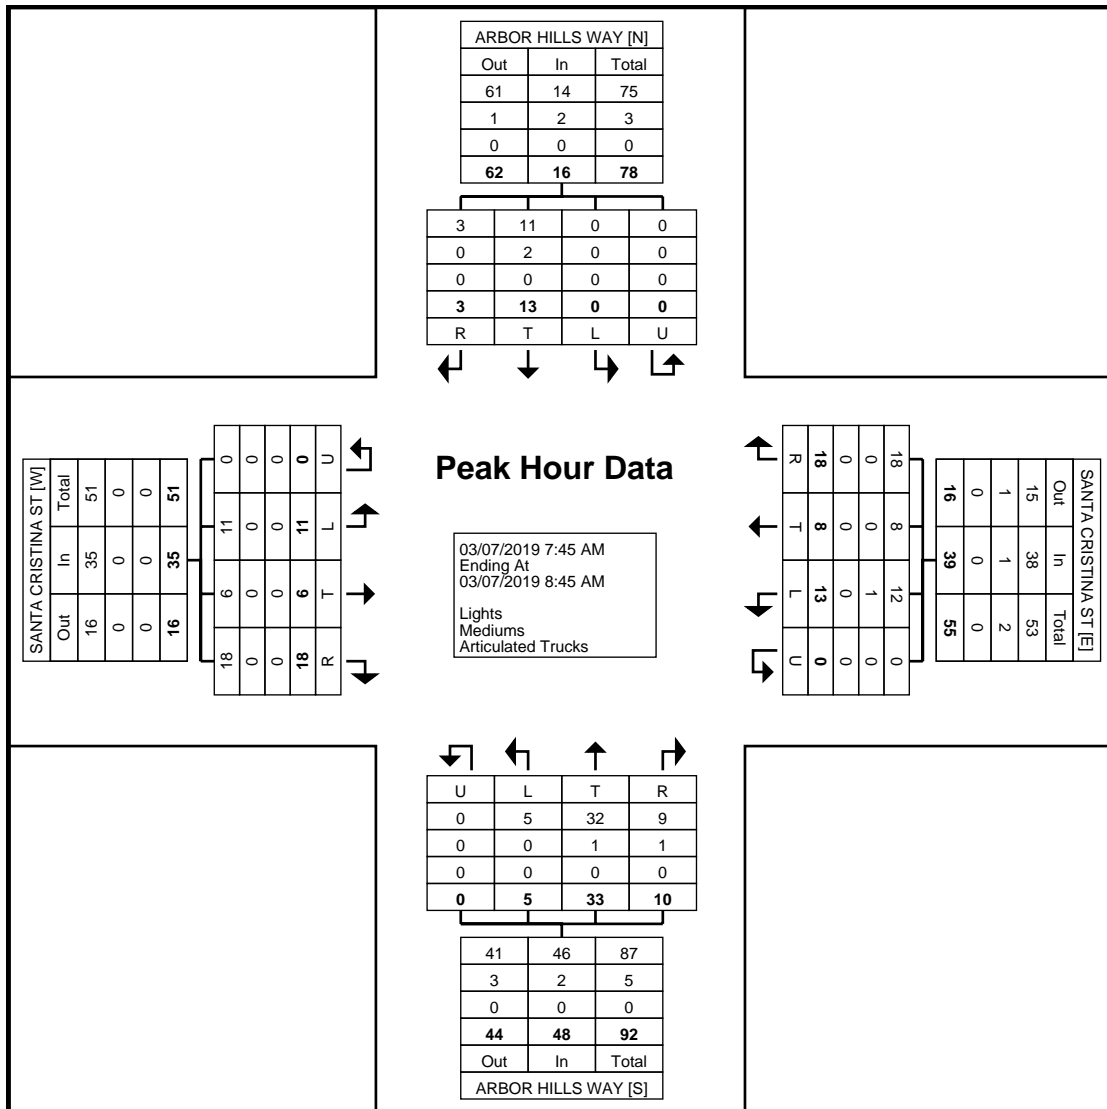 ARBOR HILLS WAY [N]
Out In Total
61 14 75
1 2 3
0 0 0
62 16 78
3 11 0 0
0 2 0 0
0 0 0 0
3 13 0 0
R T L U
SANTA CRISTINA ST [W]
Total In Out
51 35 16
0 0 0
0 0 0
51 35 16
0 11 6 18
0 0 0 0
0 0 0 0
0 11 6 18
U L T R
Peak Hour Data
03/07/2019 7:45 AM
Ending At
03/07/2019 8:45 AM
Lights
Mediums
Articulated Trucks
SANTA CRISTINA ST [E]
Out In Total
15 38 53
1 1 2
0 0 0
16 39 55
18 8 12 0
0 0 1 0
0 0 0 0
18 8 13 0
R T L U
U L T R
0 5 32 9
0 0 1 1
0 0 0 0
0 5 33 10
41 46 87
3 2 5
0 0 0
44 48 92
Out In Total
ARBOR HILLS WAY [S]